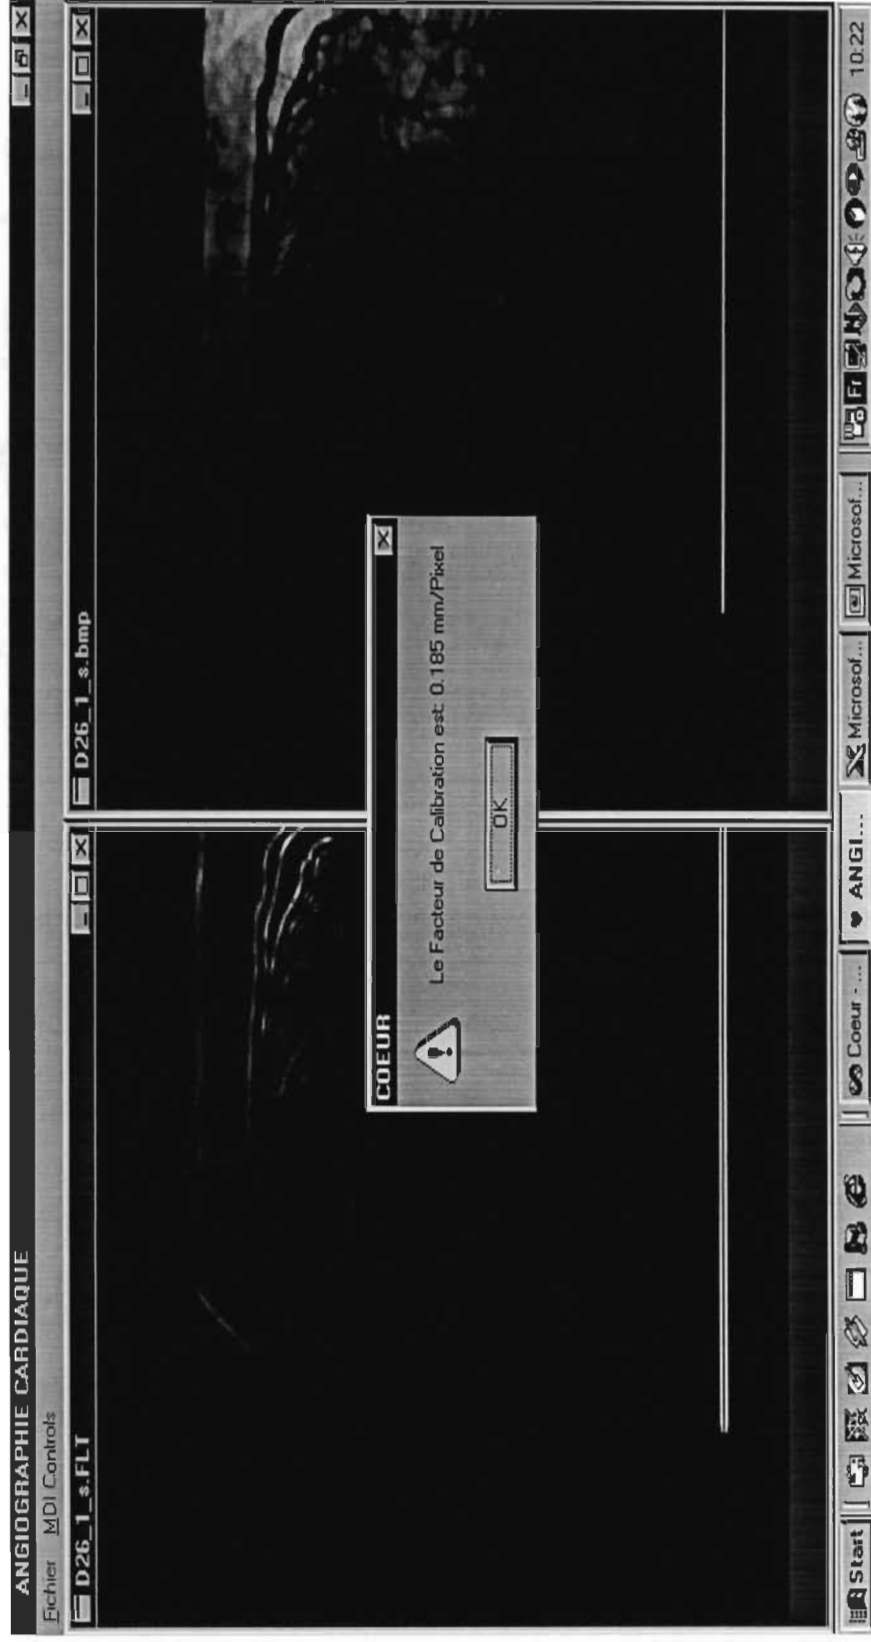 ANGIOGRAPHIE CARDIAQUE
Fichier MDI Controls
D26_1_s.FLT
D26_1_s.bmp
COEUR
Le Facteur de Calibration est: 0.185 mm/Pixel
OK
Start
Coeur - ...
ANGI...
Microsof...
Microsof...
Fr
10:22